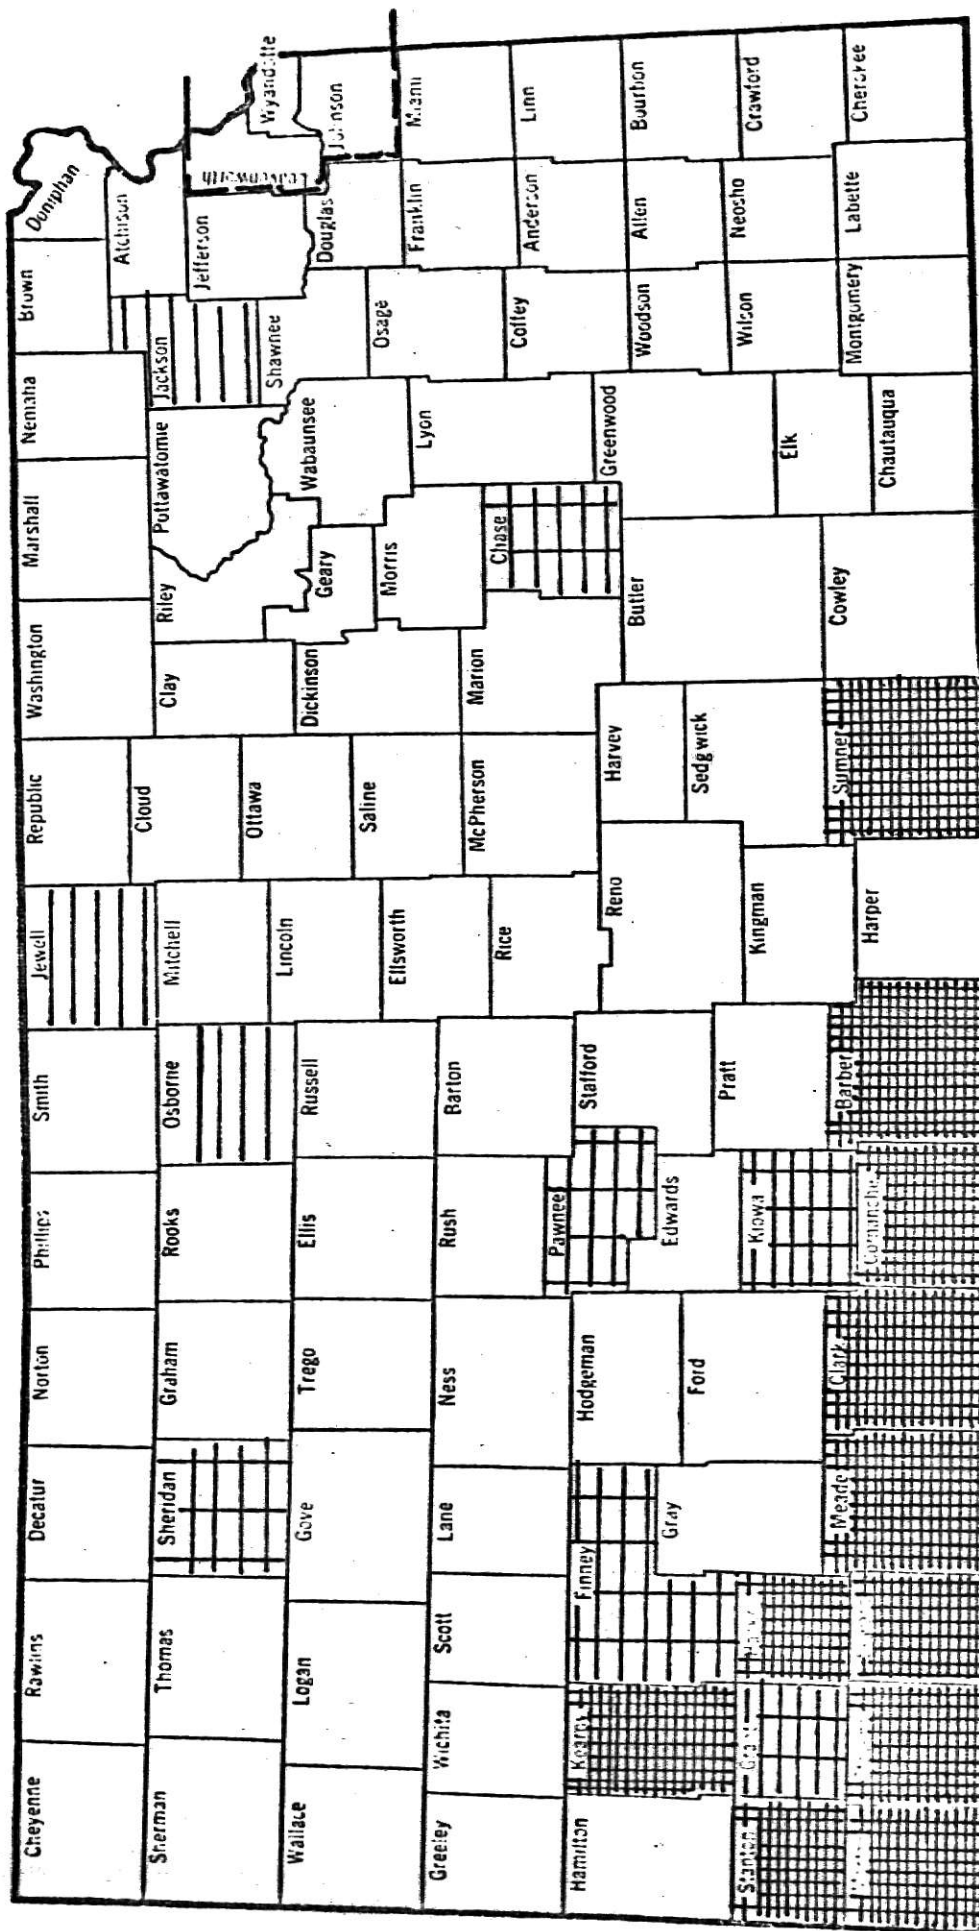 Cheyenne
Rawlins
Decatur
Norton
Phillips
Smith
Jewell
Republic
Washington
Marshall
Nemaha
Brown
Doniphan
Sherman
Thomas
Sheridan
Graham
Rooks
Osborne
Mitchell
Cloud
Clay
Riley
Pottawatomie
Jackson
Atchison
Jefferson
Leavenworth
Wyandotte
Wallace
Logan
Gove
Trego
Ellis
Russell
Lincoln
Ottawa
Dickinson
Geary
Wabaunsee
Shawnee
Douglas
Johnson
Greeley
Wichita
Scott
Lane
Ness
Rush
Barton
Ellsworth
Saline
Morris
Lyon
Osage
Franklin
Miami
Hamilton
Kearny
Finney
Hodgeman
Pawnee
Stafford
Rice
McPherson
Marion
Chase
Coffey
Anderson
Linn
Stanton
Grant
Gray
Ford
Edwards
Kiowa
Pratt
Reno
Harvey
Sedgwick
Butler
Greenwood
Woodson
Allen
Bourbon
Kingman
Elk
Wilson
Neosho
Crawford
Meade
Clark
Comanche
Barber
Harper
Sumner
Cowley
Chautauqua
Montgomery
Labette
Cherokee